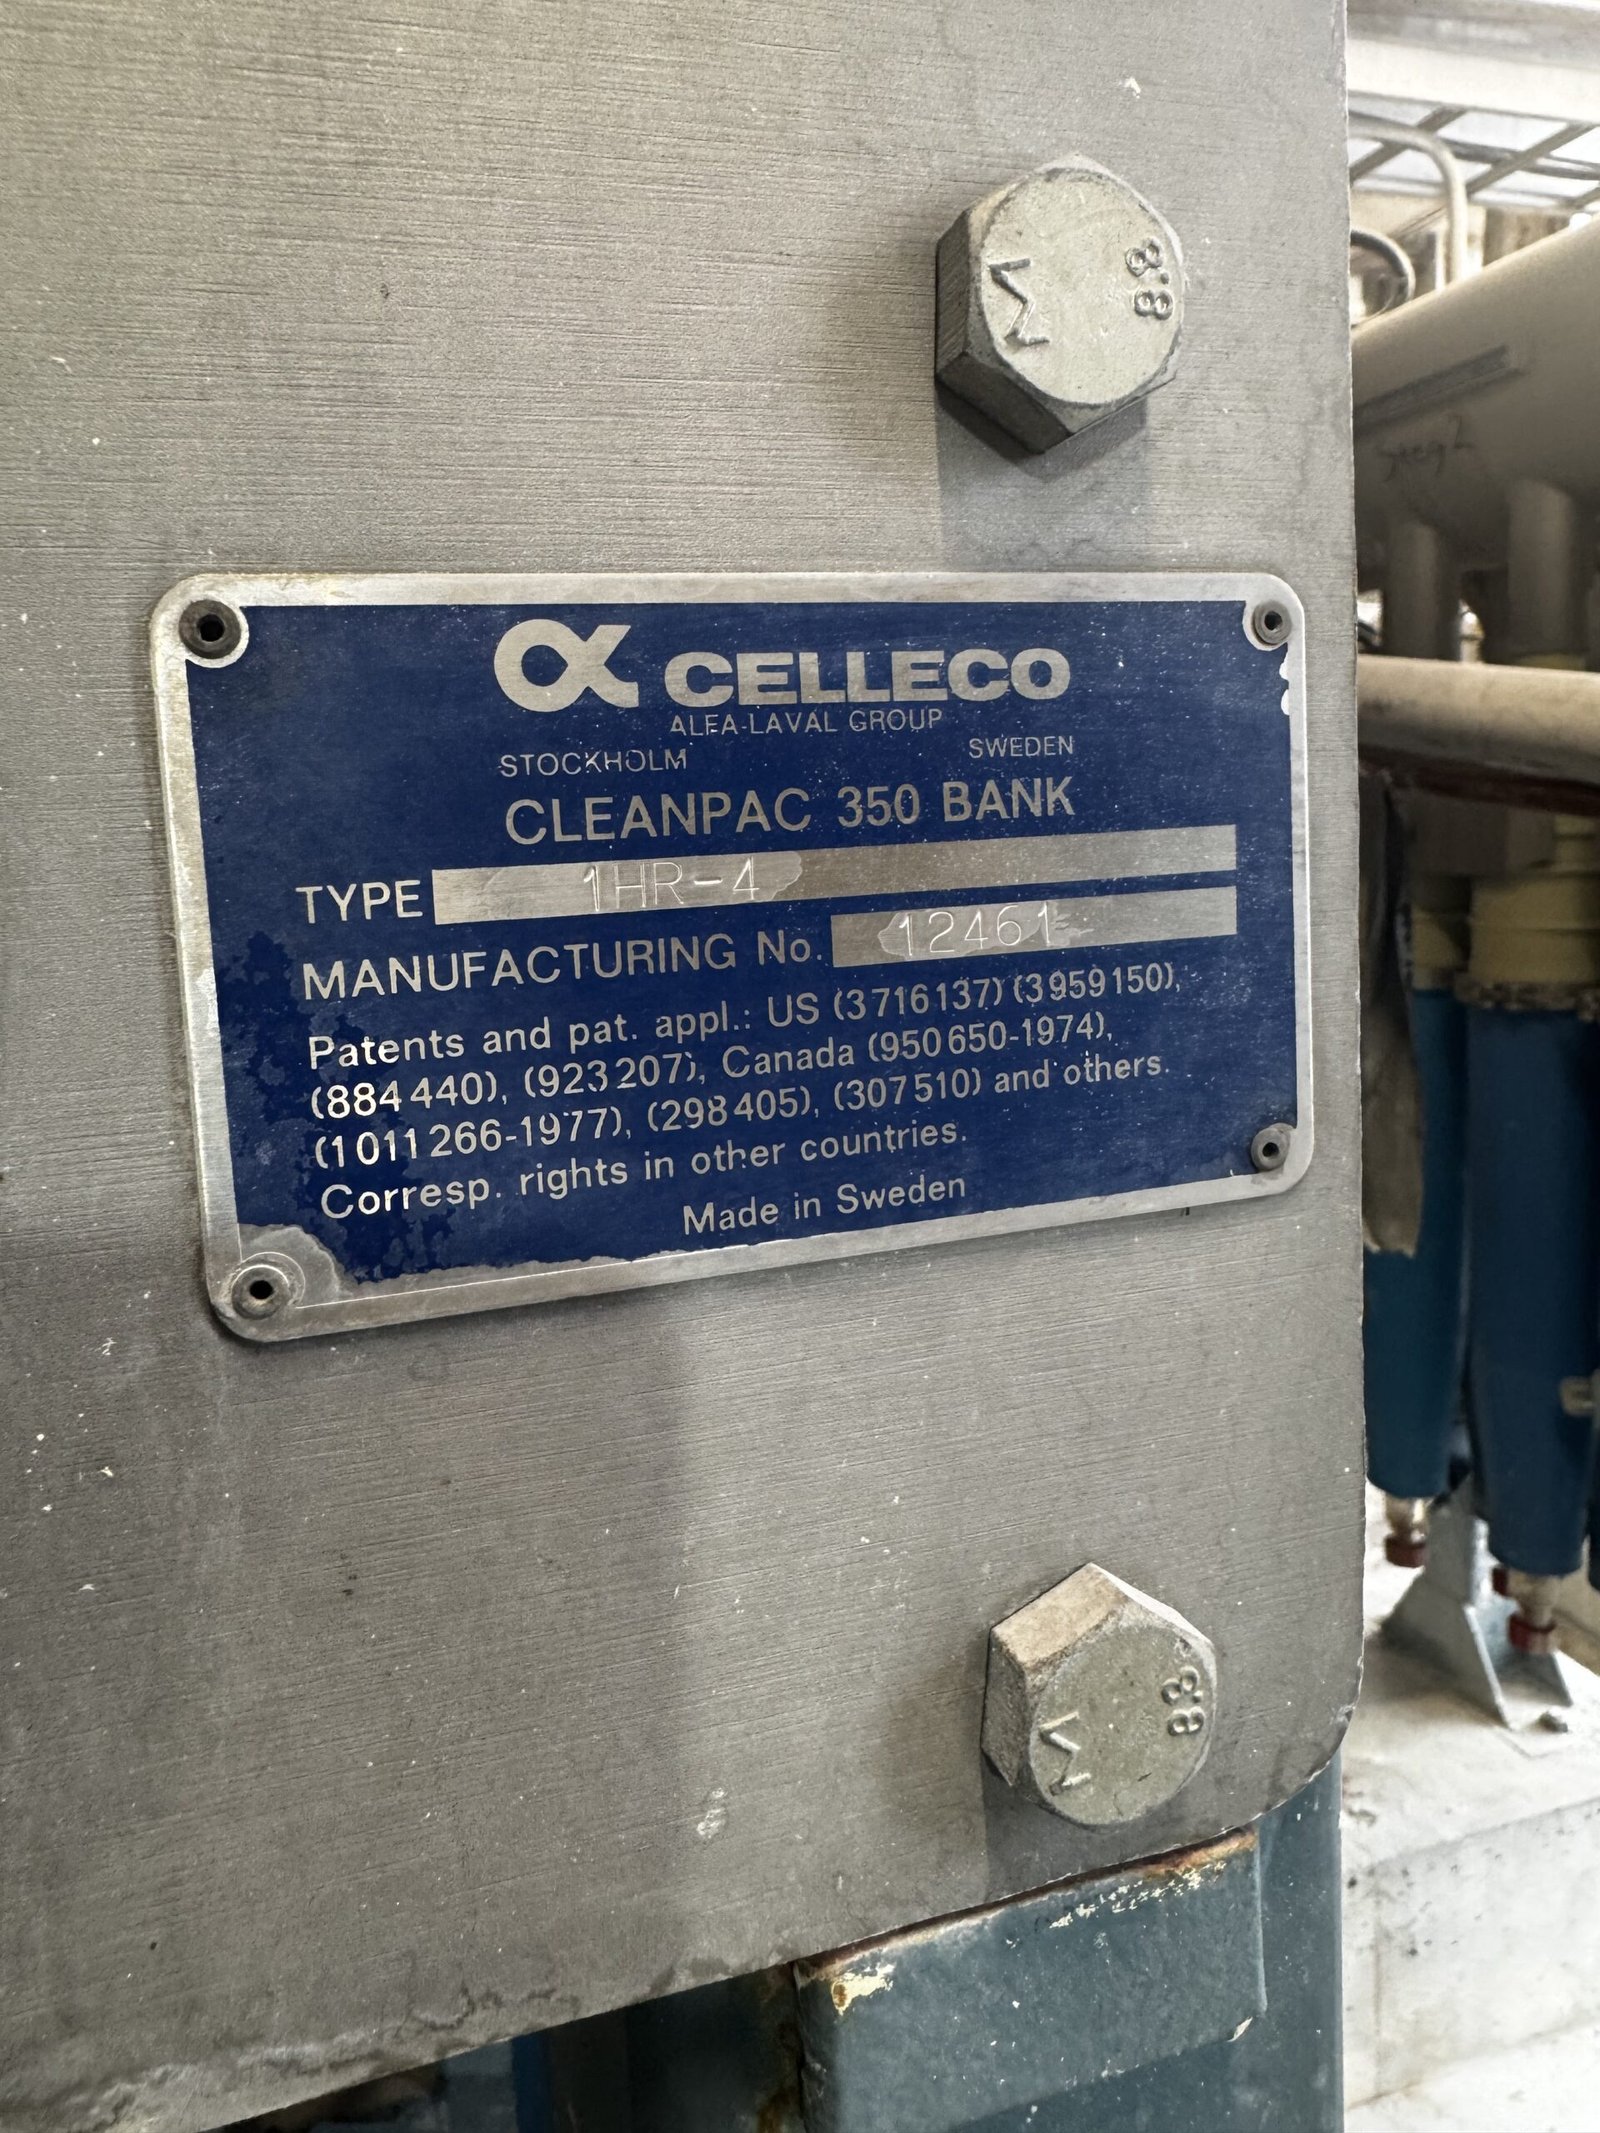 8.8
M
CELLECO
ALFA-LAVAL GROUP
STOCKHOLM SWEDEN
CLEANPAC 350 BANK
TYPE 1HR-4
MANUFACTURING No. 12461
Patents and pat. appl.: US (3716137) (3959150),
(884440), (923207), Canada (950650-1974),
(1011266-1977), (298405), (307510) and others.
Corresp. rights in other countries.
Made in Sweden
8.8
M